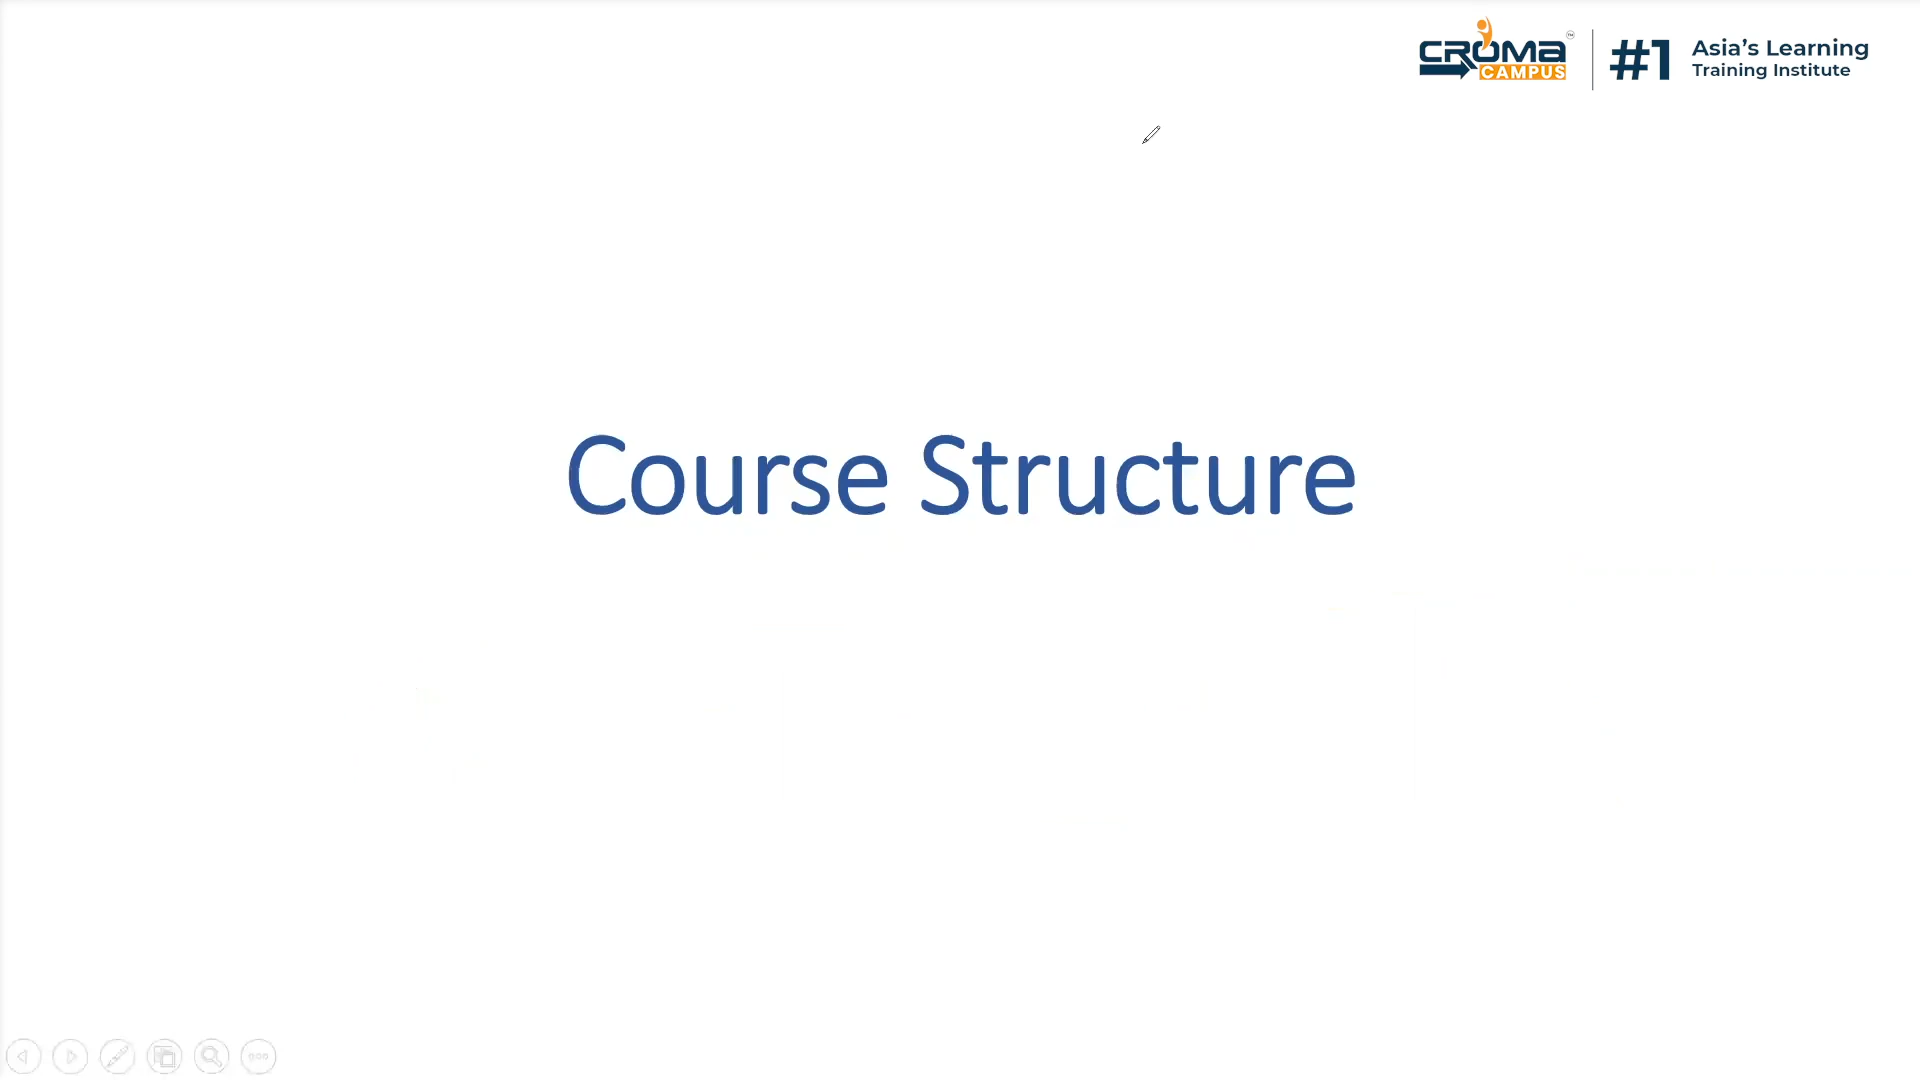 CROMA
CAMPUS
#1
Asia's Learning
Training Institute
Course Structure